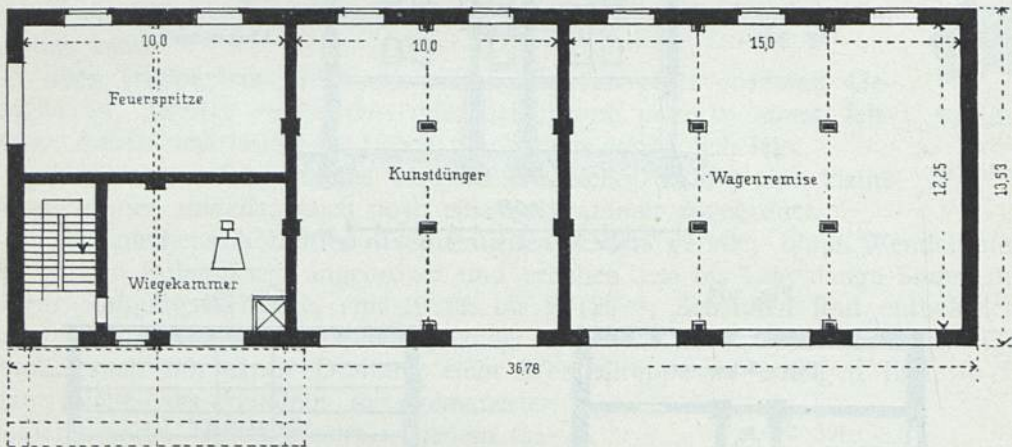 10,0
10,0
15,0
Feuerspritze
Kunstdünger
Wagenremise
12,25
13,53
Wiegekammer
36,78